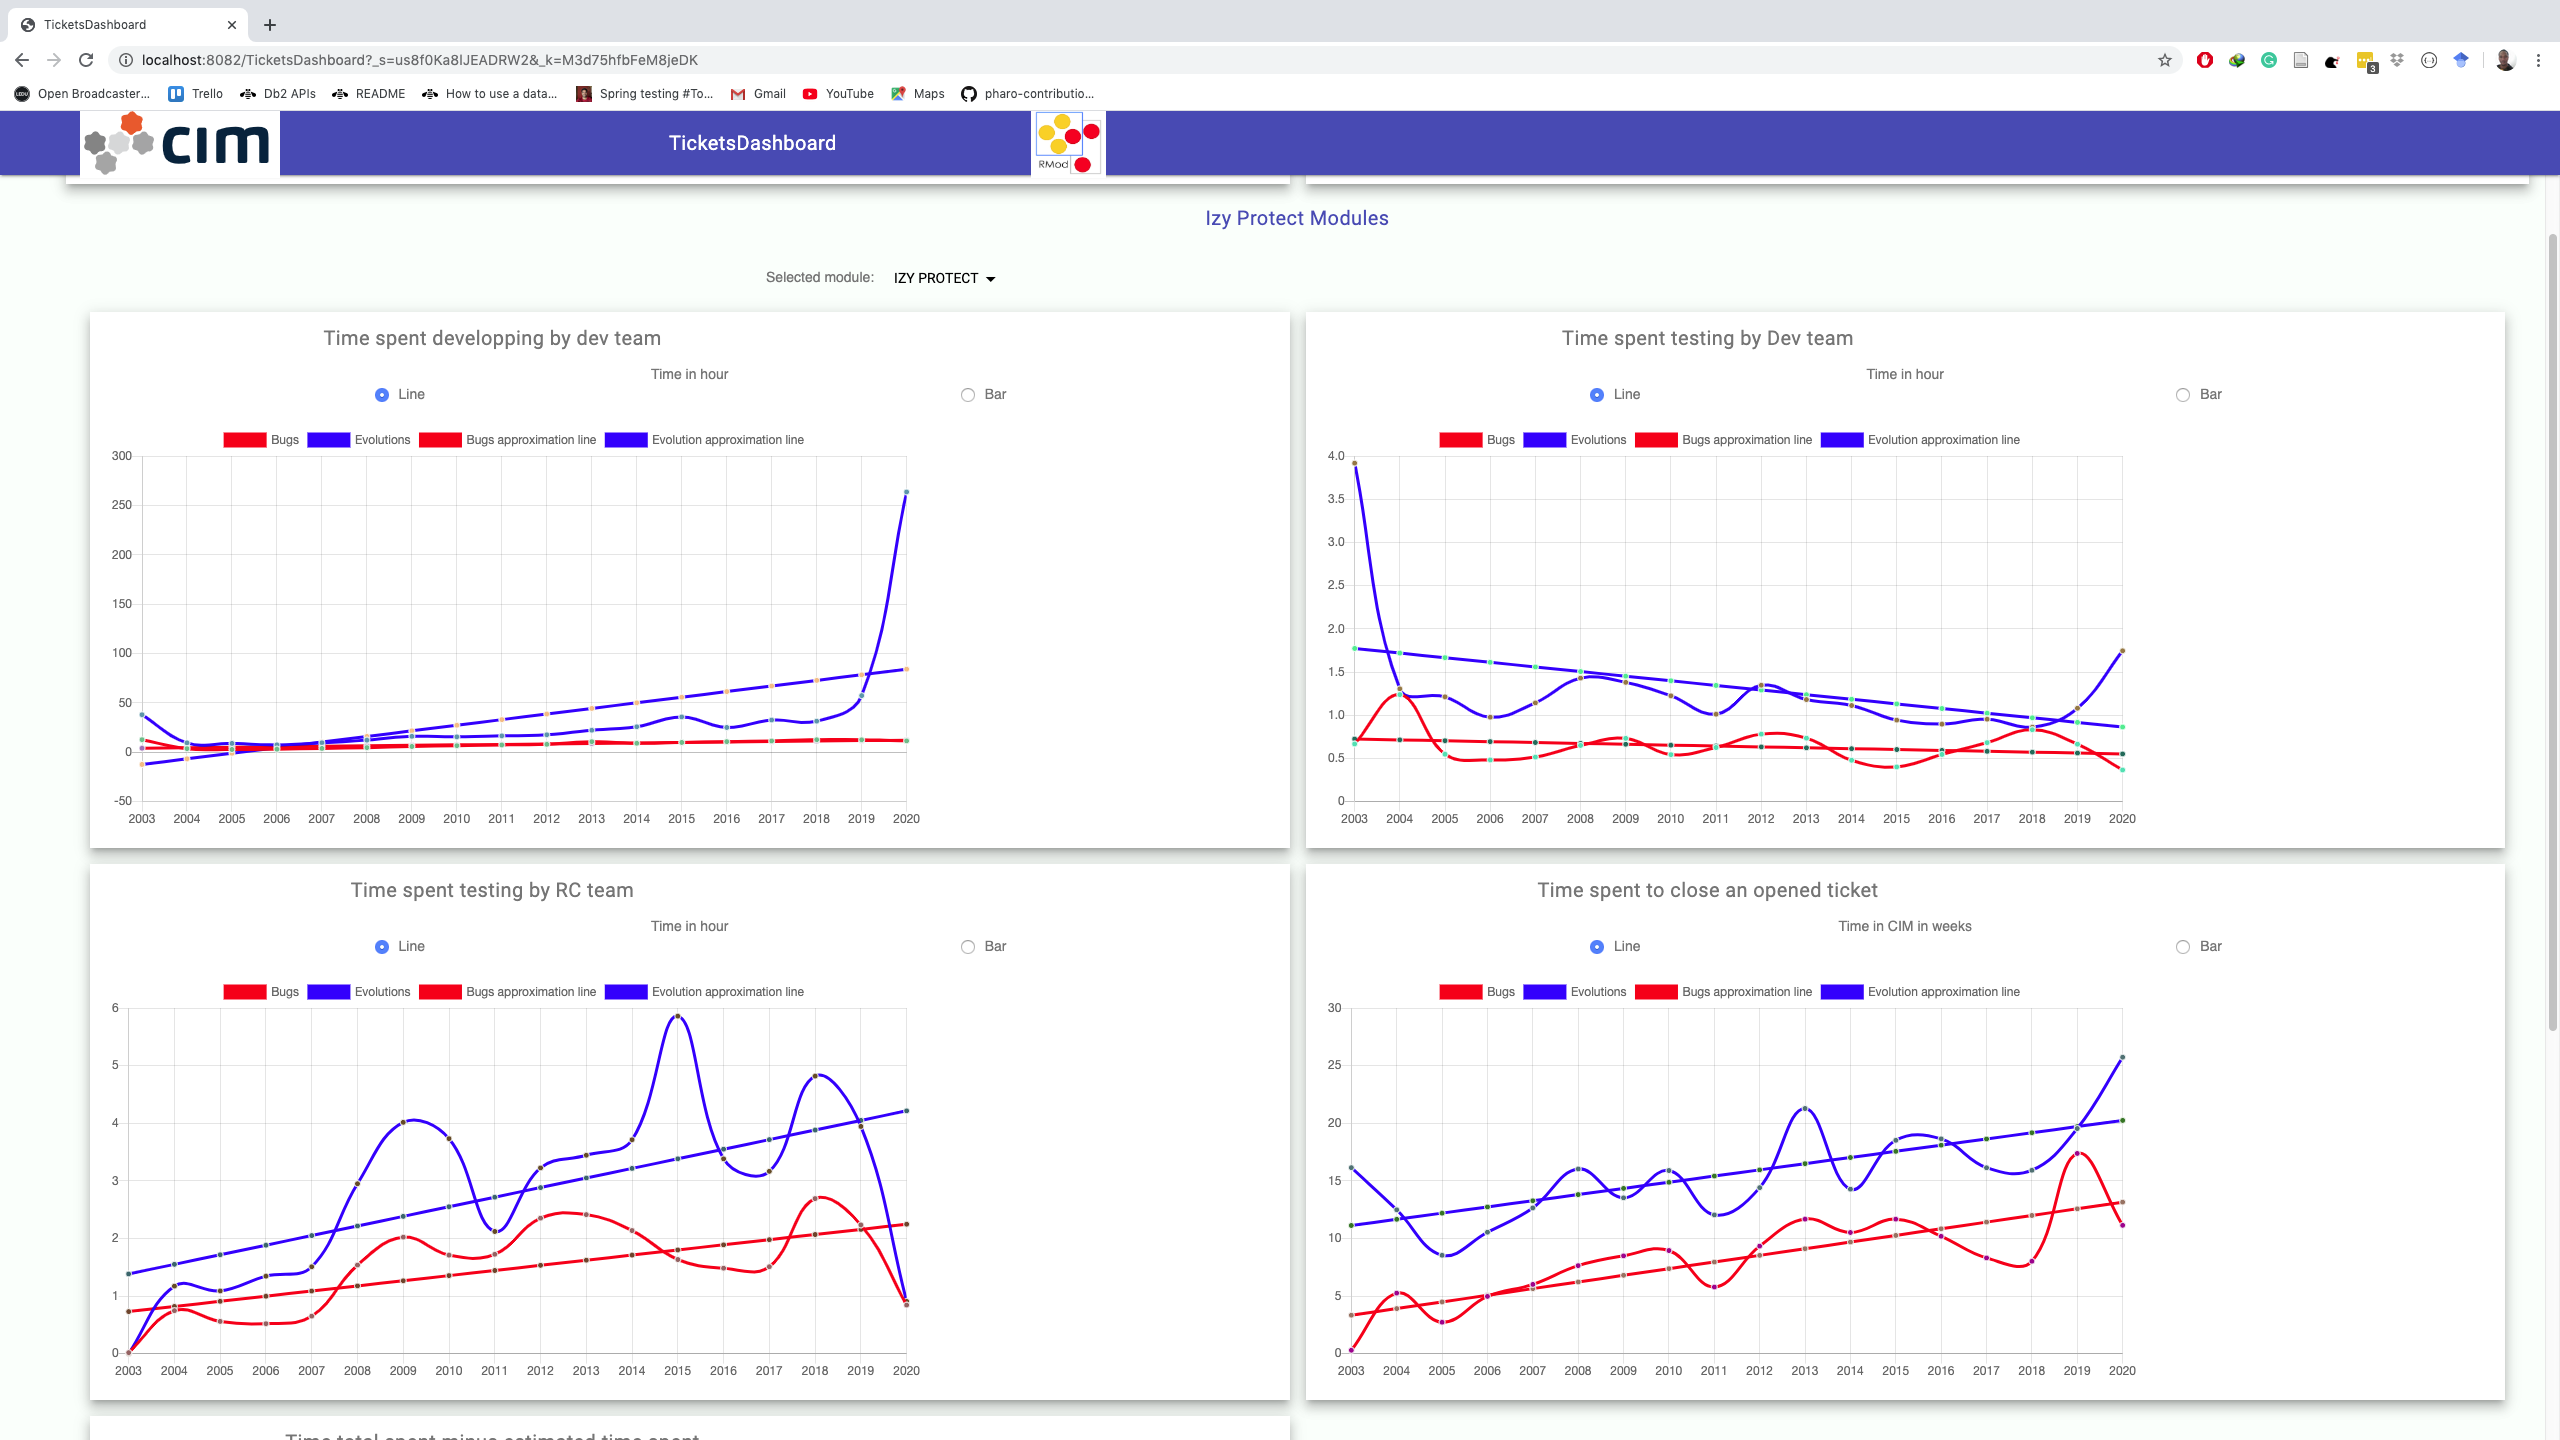 TicketsDashboard
localhost:8082/TicketsDashboard?_s=us8f0Ka8IJEADRW2&_k=M3d75hfbFeM8jeDK
3
Open Broadcaster... Trello Db2 APIs README How to use a data... Spring testing #To... Gmail YouTube Maps pharo-contributio...
cim TicketsDashboard RMod
Izy Protect Modules
Selected module: IZY PROTECT
Time spent developping by dev team
Time in hour
Line Bar
Bugs Evolutions Bugs approximation line Evolution approximation line
300
250
200
150
100
50
0
-50
2003 2004 2005 2006 2007 2008 2009 2010 2011 2012 2013 2014 2015 2016 2017 2018 2019 2020
Time spent testing by Dev team
Time in hour
Line Bar
Bugs Evolutions Bugs approximation line Evolution approximation line
4.0
3.5
3.0
2.5
2.0
1.5
1.0
0.5
0
2003 2004 2005 2006 2007 2008 2009 2010 2011 2012 2013 2014 2015 2016 2017 2018 2019 2020
Time spent testing by RC team
Time in hour
Line Bar
Bugs Evolutions Bugs approximation line Evolution approximation line
6
5
4
3
2
1
0
2003 2004 2005 2006 2007 2008 2009 2010 2011 2012 2013 2014 2015 2016 2017 2018 2019 2020
Time spent to close an opened ticket
Time in CIM in weeks
Line Bar
Bugs Evolutions Bugs approximation line Evolution approximation line
30
25
20
15
10
5
0
2003 2004 2005 2006 2007 2008 2009 2010 2011 2012 2013 2014 2015 2016 2017 2018 2019 2020
Time total spent minus estimated time spent